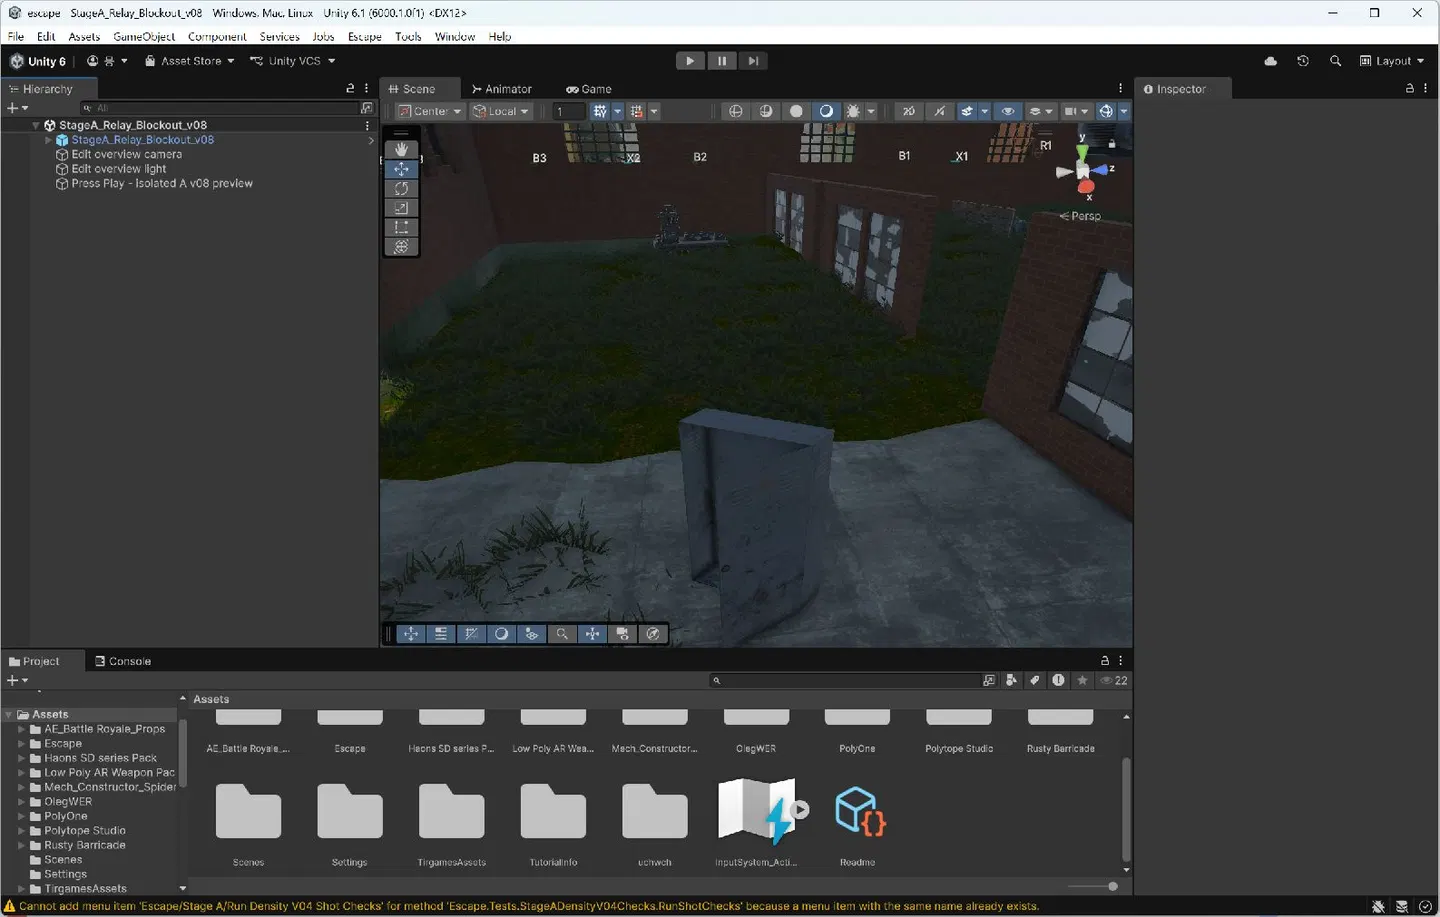 escape StageA_Relay_Blockout_v08 Windows, Mac, Linux Unity 6.1 (6000.1.0f1) <DX12>
File Edit Assets GameObject Component Services Jobs Escape Tools Window Help
Unity 6 Asset Store Unity VCS Layout
Hierarchy Scene Animator Game Inspector
All Center Local 1 2D
StageA_Relay_Blockout_v08
StageA_Relay_Blockout_v08
Edit overview camera
Edit overview light
Press Play - Isolated A v08 preview
B3 X2 B2 B1 X1 R1
y
z
x
Persp
Project Console
22
Assets
Assets
AE_Battle Royale_Props
Escape
Haons SD series Pack
Low Poly AR Weapon Pac
Mech_Constructor_Spider
OlegWER
PolyOne
Polytope Studio
Rusty Barricade
Scenes
Settings
TirgamesAssets
AE_Battle Royale_... Escape Haons SD series P... Low Poly AR Wea... Mech_Constructor... OlegWER PolyOne Polytope Studio Rusty Barricade
Scenes Settings TirgamesAssets TutorialInfo uchwch InputSystem_Acti... Readme
Cannot add menu item 'Escape/Stage A/Run Density V04 Shot Checks' for method 'Escape.Tests.StageADensityV04Checks.RunShotChecks' because a menu item with the same name already exists.